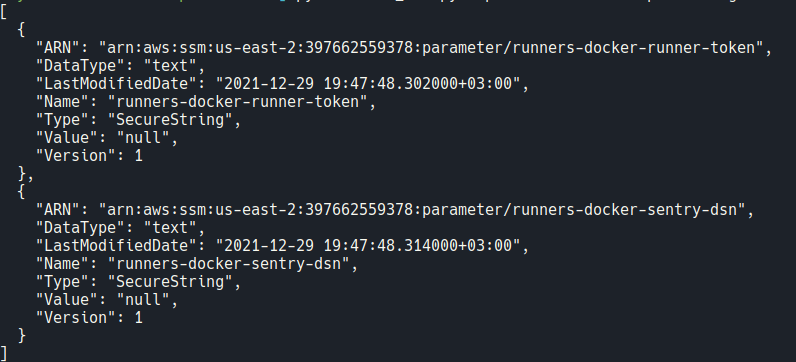 [
  {
    "ARN": "arn:aws:ssm:us-east-2:397662559378:parameter/runners-docker-runner-token",
    "DataType": "text",
    "LastModifiedDate": "2021-12-29 19:47:48.302000+03:00",
    "Name": "runners-docker-runner-token",
    "Type": "SecureString",
    "Value": "null",
    "Version": 1
  },
  {
    "ARN": "arn:aws:ssm:us-east-2:397662559378:parameter/runners-docker-sentry-dsn",
    "DataType": "text",
    "LastModifiedDate": "2021-12-29 19:47:48.314000+03:00",
    "Name": "runners-docker-sentry-dsn",
    "Type": "SecureString",
    "Value": "null",
    "Version": 1
  }
]